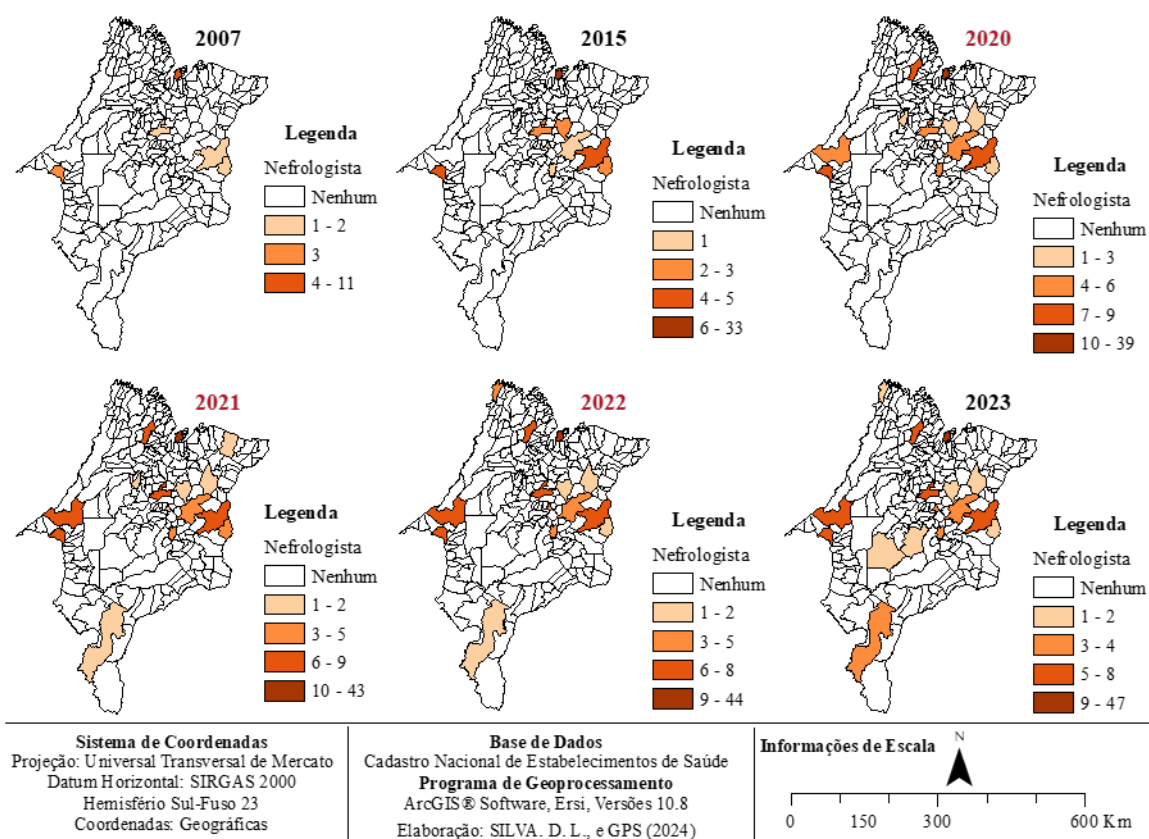 2007
Legenda
Nefrologista
Nenhum
1 - 2
3
4 - 11
2015
Legenda
Nefrologista
Nenhum
1
2 - 3
4 - 5
6 - 33
2020
Legenda
Nefrologista
Nenhum
1 - 3
4 - 6
7 - 9
10 - 39
2021
Legenda
Nefrologista
Nenhum
1 - 2
3 - 5
6 - 9
10 - 43
2022
Legenda
Nefrologista
Nenhum
1 - 2
3 - 5
6 - 8
9 - 44
2023
Legenda
Nefrologista
Nenhum
1 - 2
3 - 4
5 - 8
9 - 47
Sistema de Coordenadas
Projeção: Universal Transversal de Mercato
Datum Horizontal: SIRGAS 2000
Hemisfério Sul-Fuso 23
Coordenadas: Geográficas
Base de Dados
Cadastro Nacional de Estabelecimentos de Saúde
Programa de Geoprocessamento
ArcGIS® Software, Ersi, Versões 10.8
Elaboração: SILVA. D. L., e GPS (2024)
Informações de Escala
N
0 150 300 600 Km